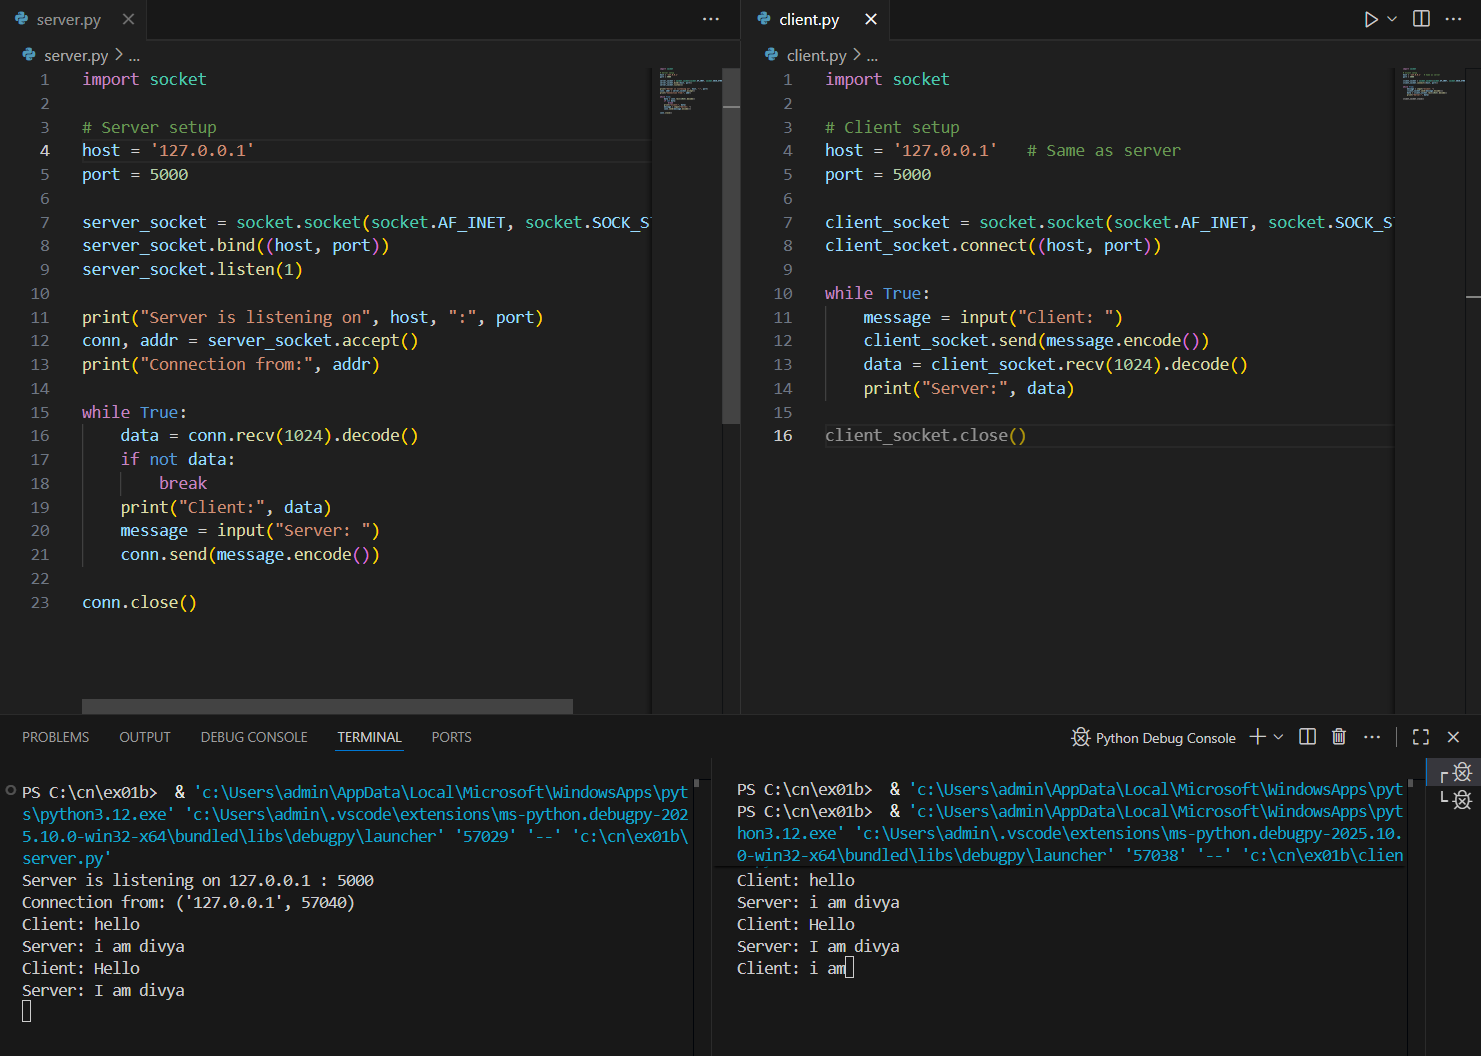 server.py
server.py > ...
1 import socket
2
3 # Server setup
4 host = '127.0.0.1'
5 port = 5000
6
7 server_socket = socket.socket(socket.AF_INET, socket.SOCK_S
8 server_socket.bind((host, port))
9 server_socket.listen(1)
10
11 print("Server is listening on", host, ":", port)
12 conn, addr = server_socket.accept()
13 print("Connection from:", addr)
14
15 while True:
16 data = conn.recv(1024).decode()
17 if not data:
18 break
19 print("Client:", data)
20 message = input("Server: ")
21 conn.send(message.encode())
22
23 conn.close()
client.py
client.py > ...
1 import socket
2
3 # Client setup
4 host = '127.0.0.1'   # Same as server
5 port = 5000
6
7 client_socket = socket.socket(socket.AF_INET, socket.SOCK_S
8 client_socket.connect((host, port))
9
10 while True:
11 message = input("Client: ")
12 client_socket.send(message.encode())
13 data = client_socket.recv(1024).decode()
14 print("Server:", data)
15
16 client_socket.close()
PROBLEMS OUTPUT DEBUG CONSOLE TERMINAL PORTS Python Debug Console
PS C:\cn\ex01b>  & 'c:\Users\admin\AppData\Local\Microsoft\WindowsApps\pyt
s\python3.12.exe' 'c:\Users\admin\.vscode\extensions\ms-python.debugpy-202
5.10.0-win32-x64\bundled\libs\debugpy\launcher' '57029' '--' 'c:\cn\ex01b\
server.py'
Server is listening on 127.0.0.1 : 5000
Connection from: ('127.0.0.1', 57040)
Client: hello
Server: i am divya
Client: Hello
Server: I am divya
PS C:\cn\ex01b>  & 'c:\Users\admin\AppData\Local\Microsoft\WindowsApps\pyt
PS C:\cn\ex01b>  & 'c:\Users\admin\AppData\Local\Microsoft\WindowsApps\pyt
hon3.12.exe' 'c:\Users\admin\.vscode\extensions\ms-python.debugpy-2025.10.
0-win32-x64\bundled\libs\debugpy\launcher' '57038' '--' 'c:\cn\ex01b\clien
Client: hello
Server: i am divya
Client: Hello
Server: I am divya
Client: i am